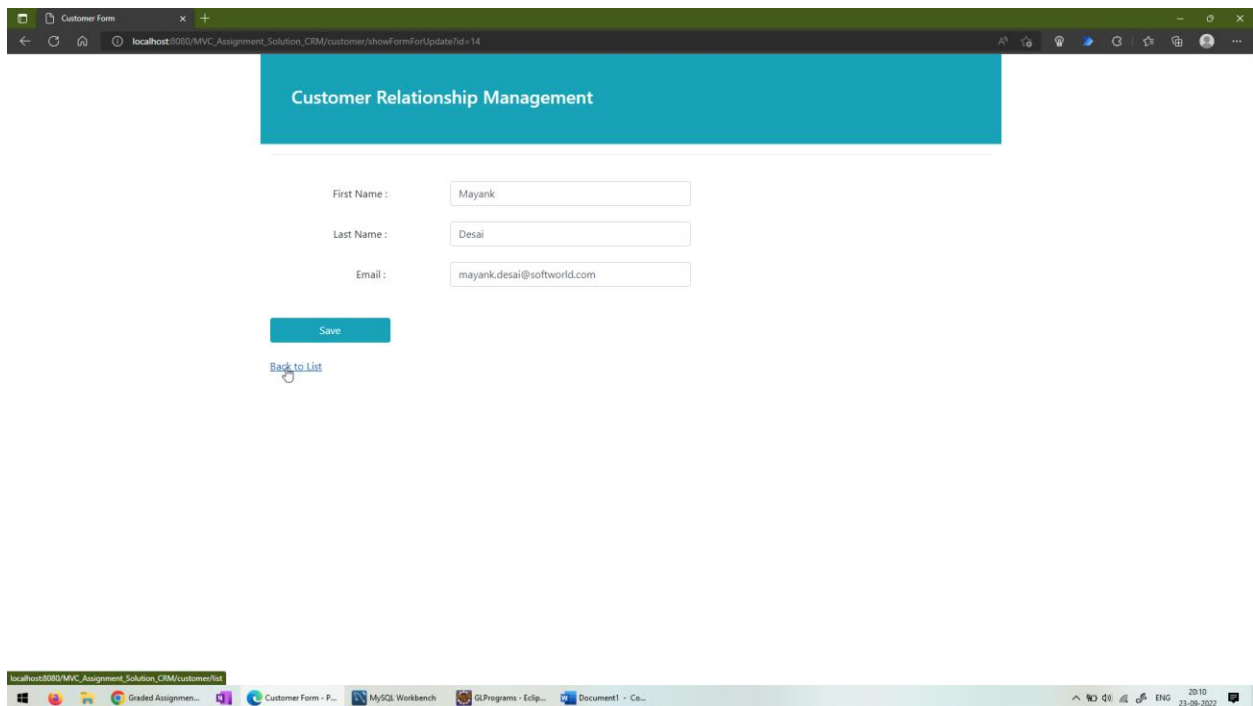 Customer Form
localhost:8080/MVC_Assignment_Solution_CRM/customer/showFormForUpdate?id=14
Customer Relationship Management
First Name :
Mayank
Last Name :
Desai
Email :
mayank.desai@softworld.com
Save
Back to List
localhost:8080/MVC_Assignment_Solution_CRM/customer/list
Graded Assignmen...
Customer Form - P...
MySQL Workbench
GLPrograms - Eclip...
Document1 - Co...
ENG
20:10
23-09-2022